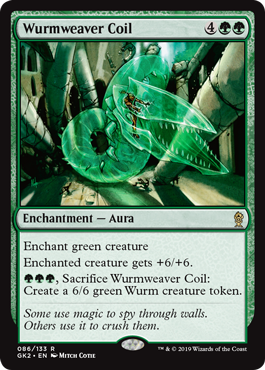 Wurmweaver Coil 4
Enchantment — Aura
Enchant green creature
Enchanted creature gets +6/+6.
, Sacrifice Wurmweaver Coil:
Create a 6/6 green Wurm creature token.
Some use magic to spy through walls.
Others use it to crush them.
086/133 R
GK2 • EN Mitch Cotie
™ & © 2019 Wizards of the Coast